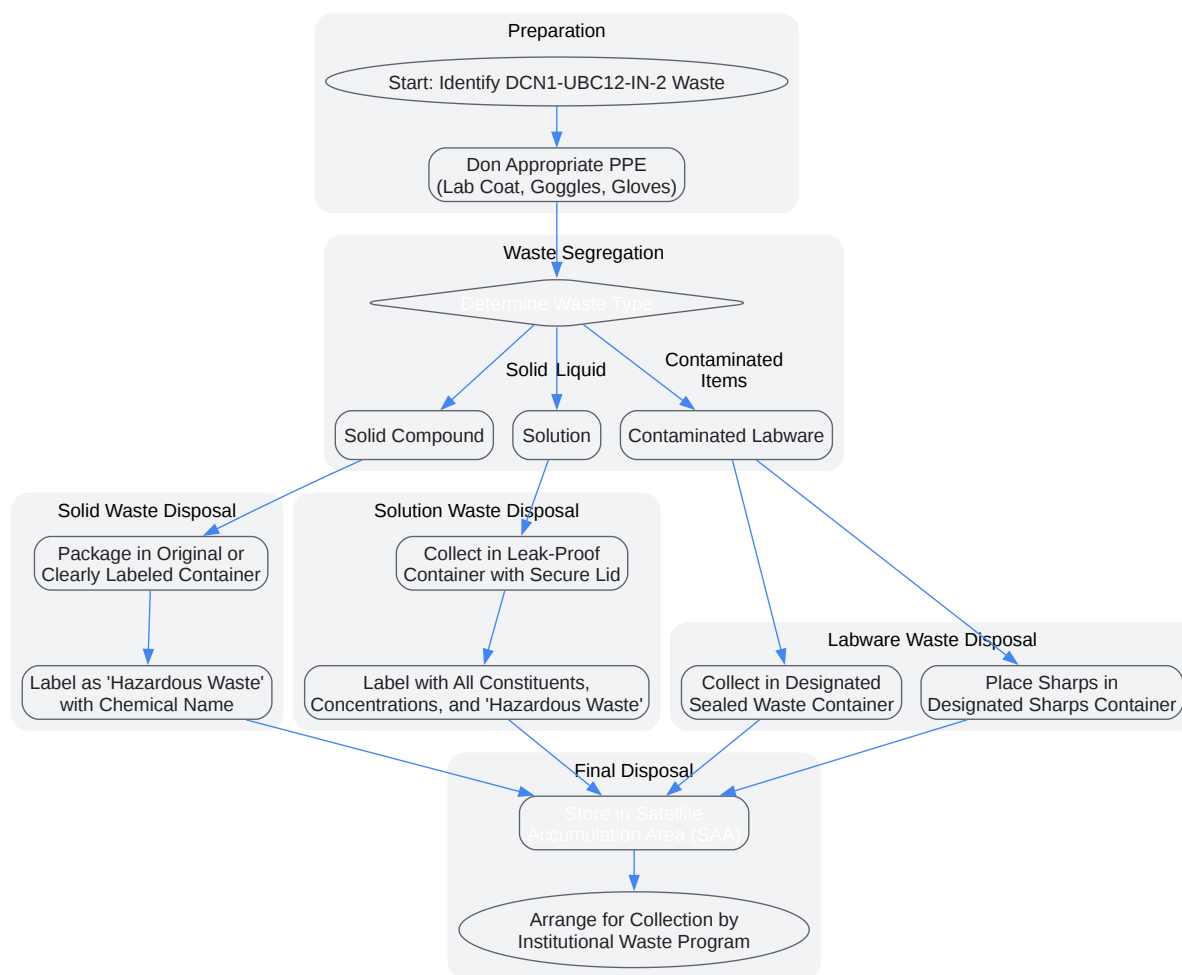 Preparation
Start: Identify DCN1-UBC12-IN-2 Waste
Don Appropriate PPE
(Lab Coat, Goggles, Gloves)
Waste Segregation
Determine Waste Type
Solid
Liquid
Contaminated
Items
Solid Compound
Solution
Contaminated Labware
Solid Waste Disposal
Package in Original or
Clearly Labeled Container
Label as 'Hazardous Waste'
with Chemical Name
Solution Waste Disposal
Collect in Leak-Proof
Container with Secure Lid
Label with All Constituents,
Concentrations, and 'Hazardous Waste'
Labware Waste Disposal
Collect in Designated
Sealed Waste Container
Place Sharps in
Designated Sharps Container
Final Disposal
Store in Satellite
Accumulation Area (SAA)
Arrange for Collection by
Institutional Waste Program